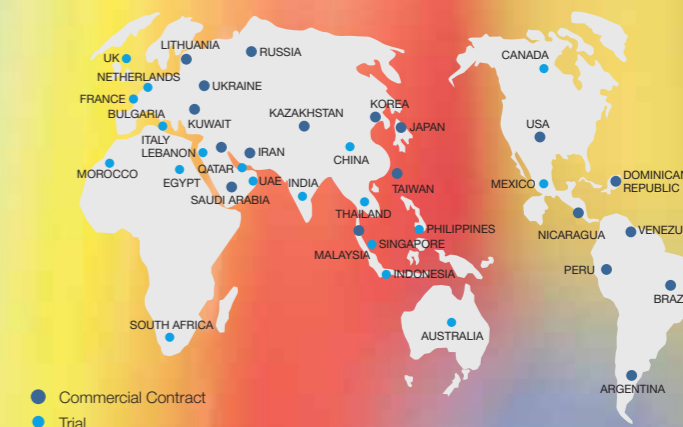 LITHUANIA
RUSSIA
UK
NETHERLANDS
UKRAINE
FRANCE
BULGARIA
KUWAIT
KAZAKHSTAN
KOREA
JAPAN
ITALY
LEBANON
IRAN
CHINA
QATAR
MOROCCO
EGYPT
UAE
INDIA
TAIWAN
SAUDI ARABIA
THAILAND
PHILIPPINES
SINGAPORE
MALAYSIA
INDONESIA
SOUTH AFRICA
AUSTRALIA
CANADA
USA
MEXICO
DOMINICAN
REPUBLIC
NICARAGUA
VENEZU
PERU
BRAZ
ARGENTINA
Commercial Contract
Trial